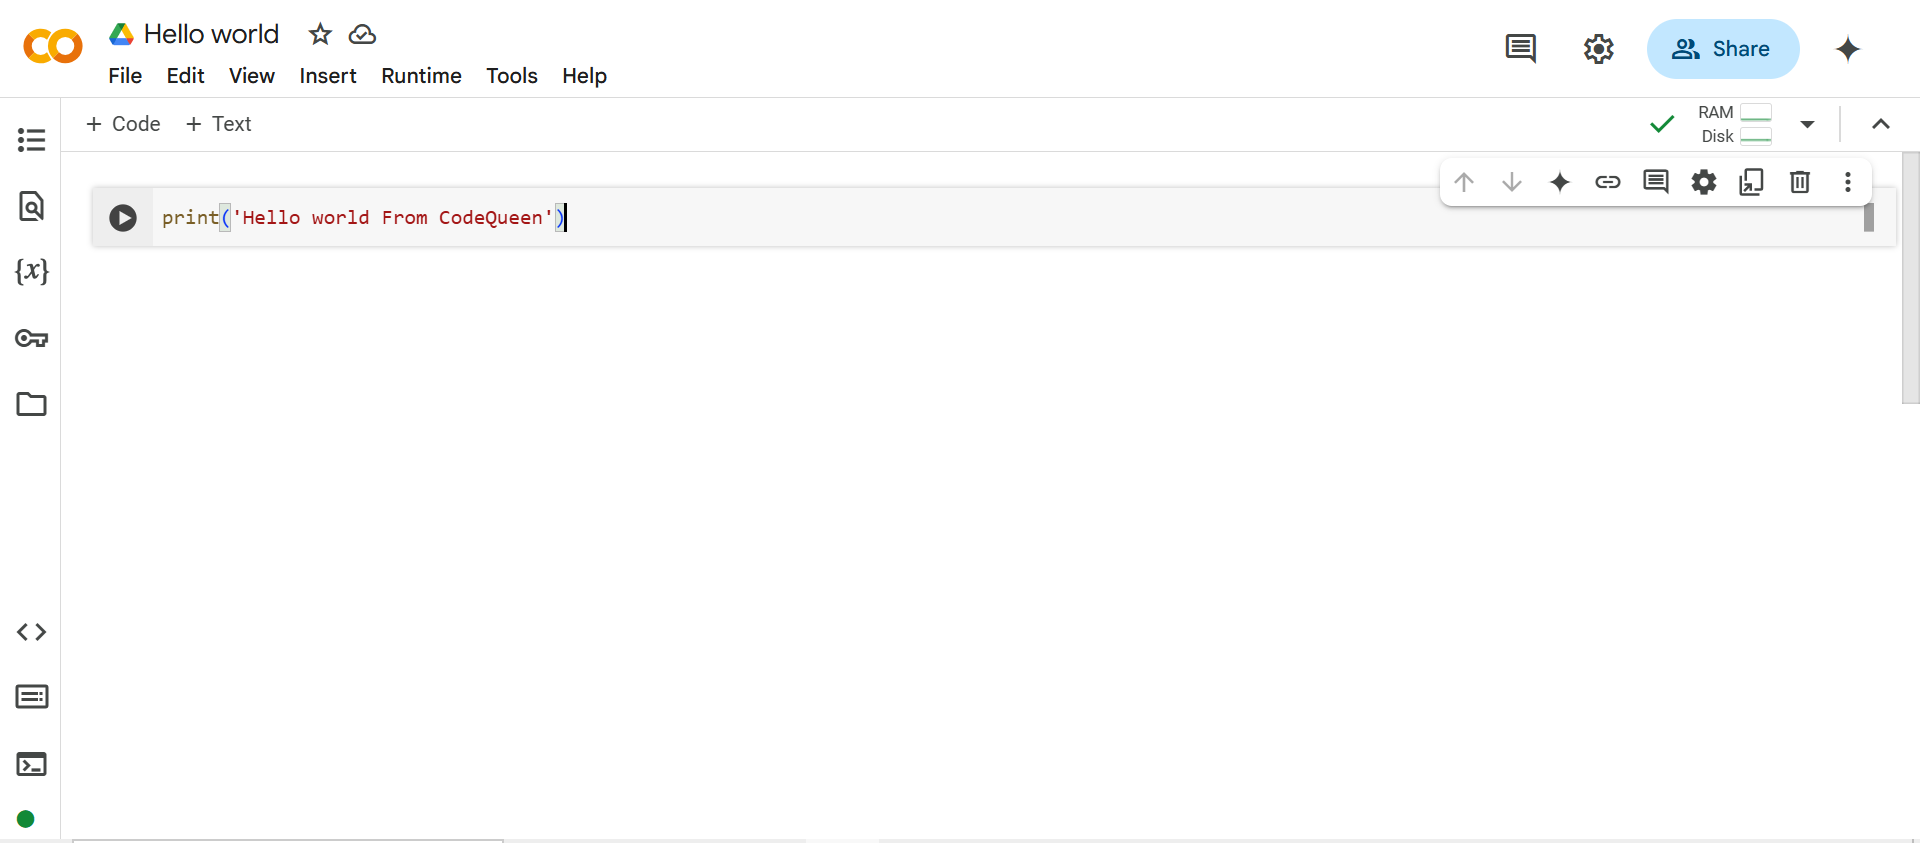 Hello world
File Edit View Insert Runtime Tools Help
Share
+ Code + Text
RAM
Disk
print('Hello world From CodeQueen')
{x}